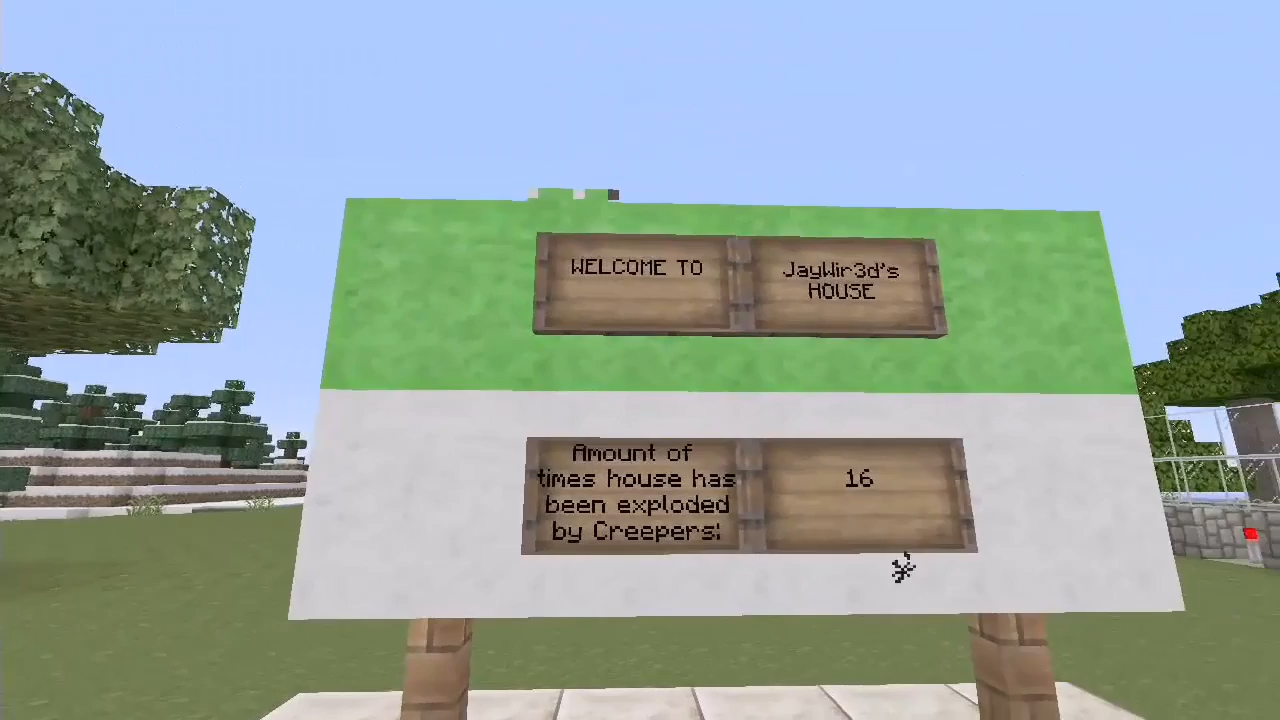 WELCOME TO
JayWir3d's
HOUSE
Amount of
times house has
been exploded
by Creepers:
16